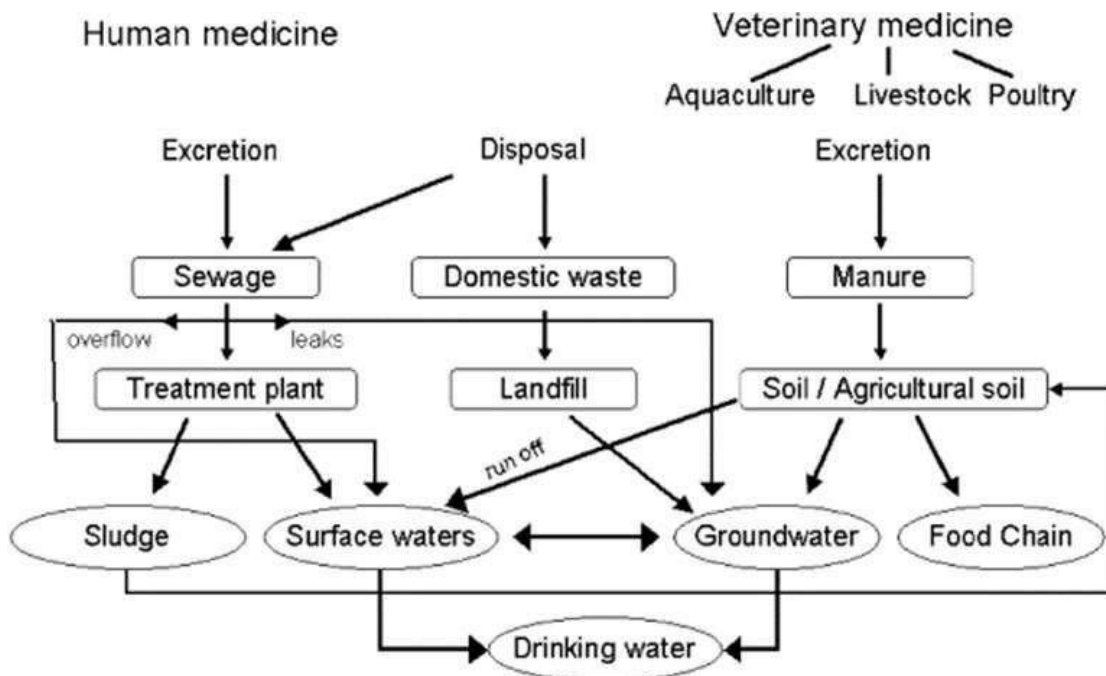 Human medicine
Veterinary medicine
Aquaculture
Livestock
Poultry
Excretion
Disposal
Excretion
Sewage
Domestic waste
Manure
overflow
leaks
Treatment plant
Landfill
Soil / Agricultural soil
run off
Sludge
Surface waters
Groundwater
Food Chain
Drinking water